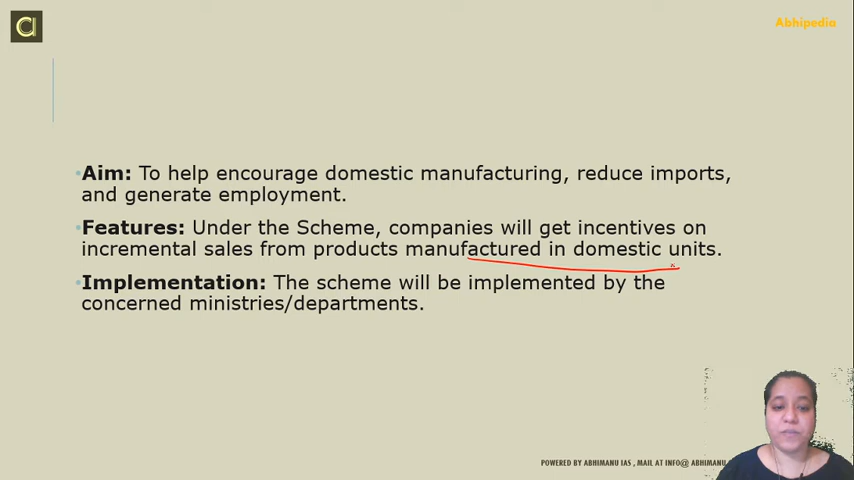 Abhipedia
•Aim: To help encourage domestic manufacturing, reduce imports,
and generate employment.
•Features: Under the Scheme, companies will get incentives on
incremental sales from products manufactured in domestic units.
•Implementation: The scheme will be implemented by the
concerned ministries/departments.
POWERED BY ABHIMANU IAS , MAIL AT INFO@ ABHIMANU